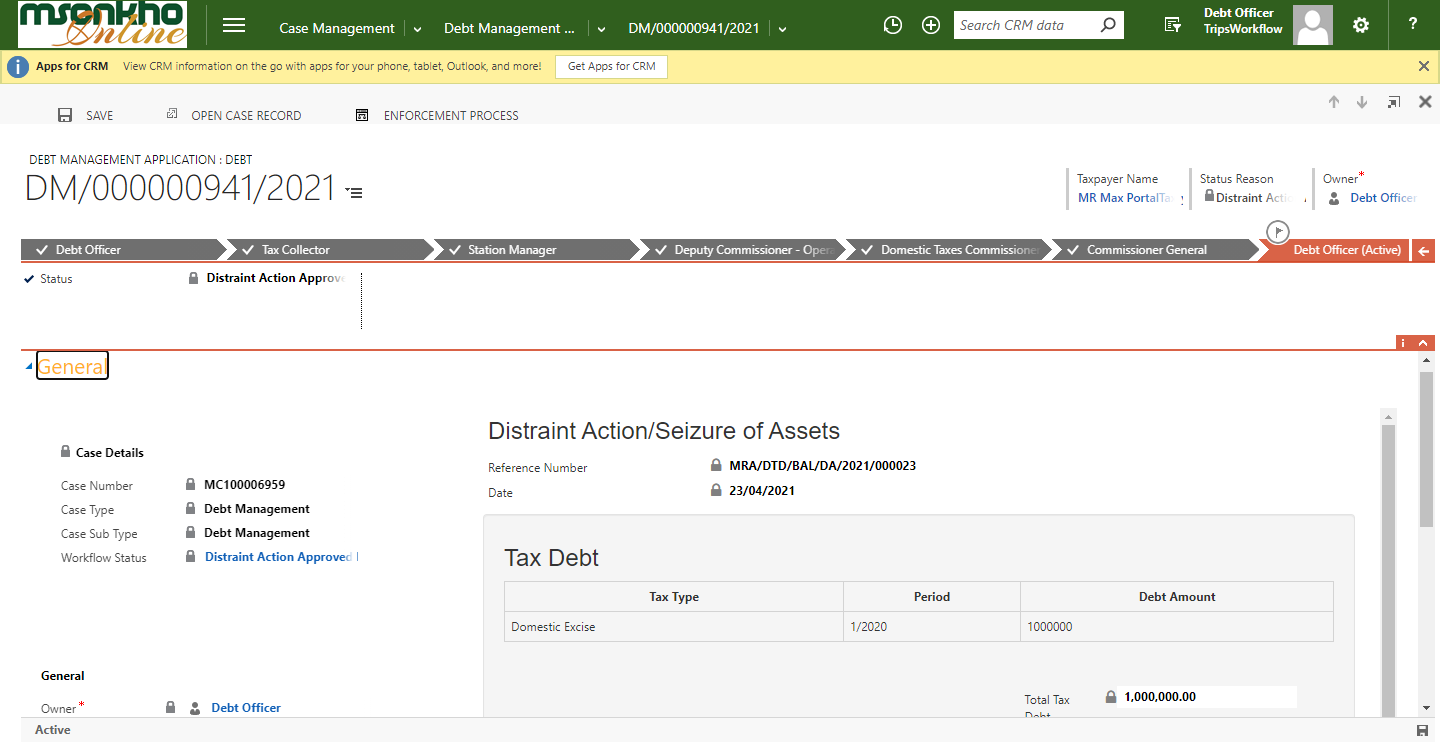 msonkho
Online
Case Management
Debt Management ...
DM/000000941/2021
Search CRM data
Debt Officer
TripsWorkflow
?
Apps for CRM
View CRM information on the go with apps for your phone, tablet, Outlook, and more!
Get Apps for CRM
SAVE
OPEN CASE RECORD
ENFORCEMENT PROCESS
DEBT MANAGEMENT APPLICATION : DEBT
DM/000000941/2021
Taxpayer Name
MR Max PortalTa
Status Reason
Distraint Actio
Owner*
Debt Officer
Debt Officer
Tax Collector
Station Manager
Deputy Commissioner - Oper
Domestic Taxes Commissione
Commissioner General
Debt Officer (Active)
Status
Distraint Action Approve
General
Case Details
Case Number
MC100006959
Case Type
Debt Management
Case Sub Type
Debt Management
Workflow Status
Distraint Action Approved
General
Owner *
Debt Officer
Distraint Action/Seizure of Assets
Reference Number
MRA/DTD/BAL/DA/2021/000023
Date
23/04/2021
Tax Debt
Tax Type Period Debt Amount
Domestic Excise 1/2020 1000000
Total Tax
Debt
1,000,000.00
Active